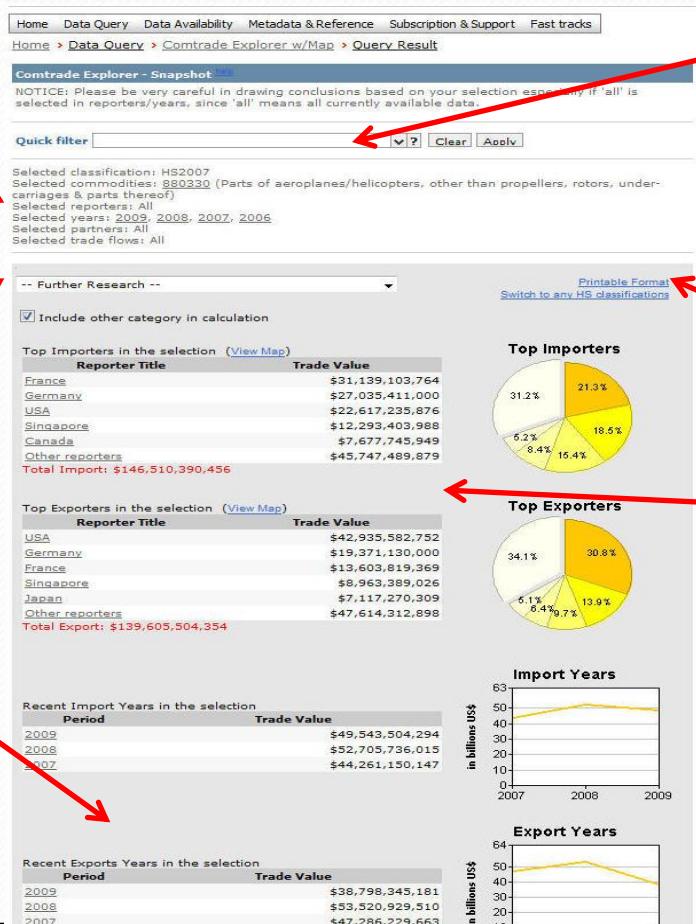 Home Data Query Data Availability Metadata & Reference Subscription & Support Fast tracks
Home > Data Query > Comtrade Explorer w/Map > Query Result
Comtrade Explorer - Snapshot help
NOTICE: Please be very careful in drawing conclusions based on your selection especially if 'all' is
selected in reporters/years, since 'all' means all currently available data.
Quick filter ? Clear Apply
Selected classification: HS2007
Selected commodities: 880330 (Parts of aeroplanes/helicopters, other than propellers, rotors, under-
carriages & parts thereof)
Selected reporters: All
Selected years: 2009, 2008, 2007, 2006
Selected partners: All
Selected trade flows: All
-- Further Research --
Printable Format
Switch to any HS classifications
Include other category in calculation
Top Importers in the selection (View Map)
Reporter Title Trade Value
France $31,139,103,764
Germany $27,035,411,000
USA $22,617,235,876
Singapore $12,293,403,988
Canada $7,677,745,949
Other reporters $45,747,489,879
Total Import: $146,510,390,456
Top Importers
31.2%
21.3%
18.5%
15.4%
8.4%
5.2%
Top Exporters in the selection (View Map)
Reporter Title Trade Value
USA $42,935,582,752
Germany $19,371,130,000
France $13,603,819,369
Singapore $8,963,389,026
Japan $7,117,270,309
Other reporters $47,614,312,898
Total Export: $139,605,504,354
Top Exporters
34.1%
30.8%
13.9%
9.7%
6.4%
5.1%
Recent Import Years in the selection
Period Trade Value
2009 $49,543,504,294
2008 $52,705,736,015
2007 $44,261,150,147
Import Years
in billions US$
63
50
40
30
20
10
0
2007 2008 2009
Recent Exports Years in the selection
Period Trade Value
2009 $38,798,345,181
2008 $53,520,929,510
2007 $47,286,229,663
Export Years
in billions US$
64
50
40
30
20